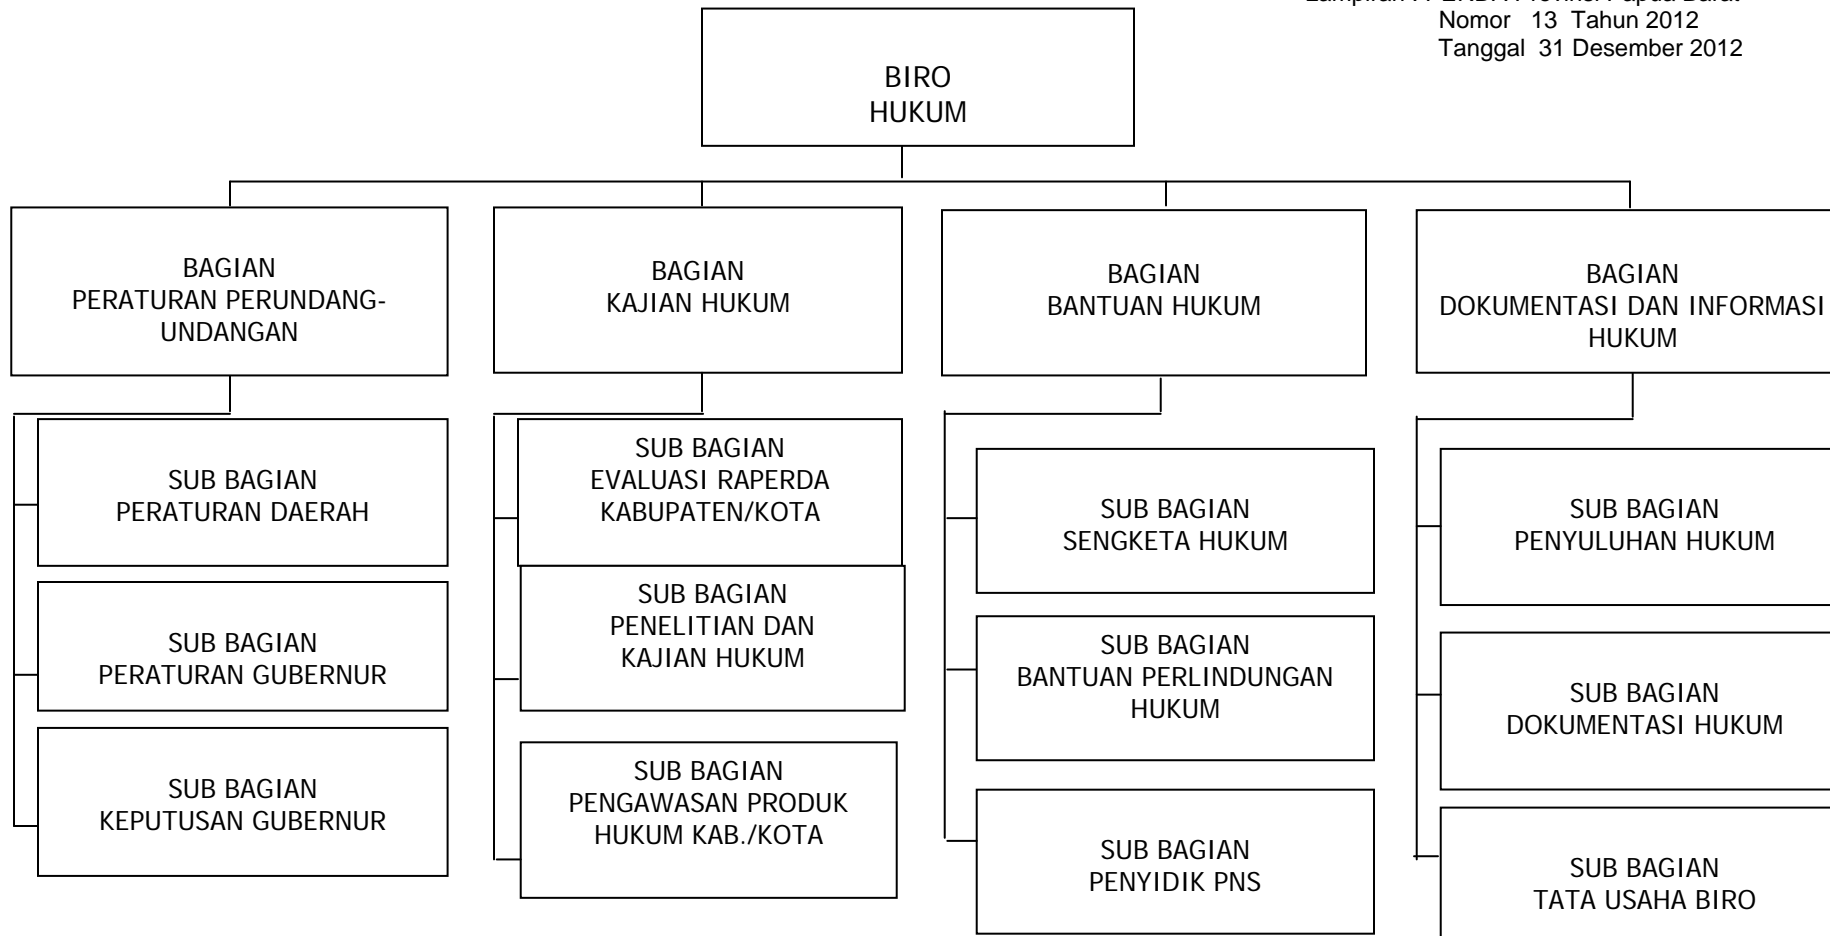 Nomor 13 Tahun 2012
Tanggal 31 Desember 2012
BIRO
HUKUM
BAGIAN
PERATURAN PERUNDANG-
UNDANGAN
BAGIAN
KAJIAN HUKUM
BAGIAN
BANTUAN HUKUM
BAGIAN
DOKUMENTASI DAN INFORMASI
HUKUM
SUB BAGIAN
PERATURAN DAERAH
SUB BAGIAN
PERATURAN GUBERNUR
SUB BAGIAN
KEPUTUSAN GUBERNUR
SUB BAGIAN
EVALUASI RAPERDA
KABUPATEN/KOTA
SUB BAGIAN
PENELITIAN DAN
KAJIAN HUKUM
SUB BAGIAN
PENGAWASAN PRODUK
HUKUM KAB./KOTA
SUB BAGIAN
SENGKETA HUKUM
SUB BAGIAN
BANTUAN PERLINDUNGAN
HUKUM
SUB BAGIAN
PENYIDIK PNS
SUB BAGIAN
PENYULUHAN HUKUM
SUB BAGIAN
DOKUMENTASI HUKUM
SUB BAGIAN
TATA USAHA BIRO